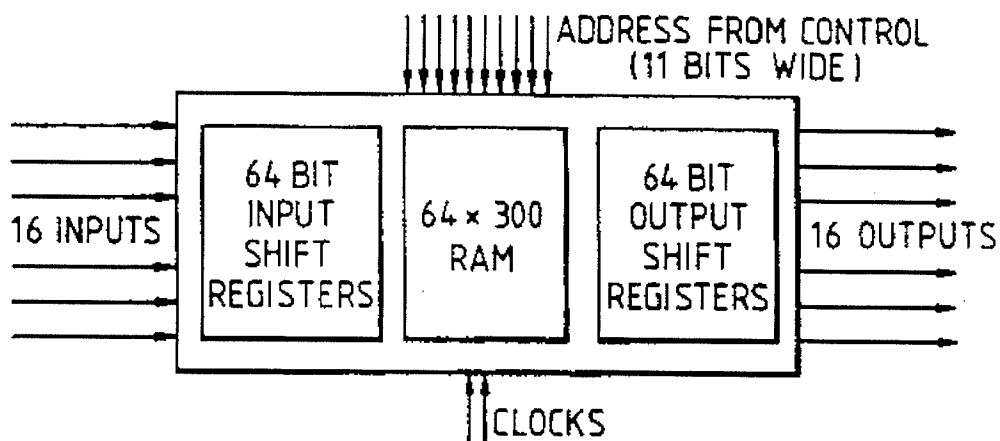 ADDRESS FROM CONTROL
(11 BITS WIDE)
16 INPUTS
64 BIT
INPUT
SHIFT
REGISTERS
64 × 300
RAM
64 BIT
OUTPUT
SHIFT
REGISTERS
16 OUTPUTS
CLOCKS